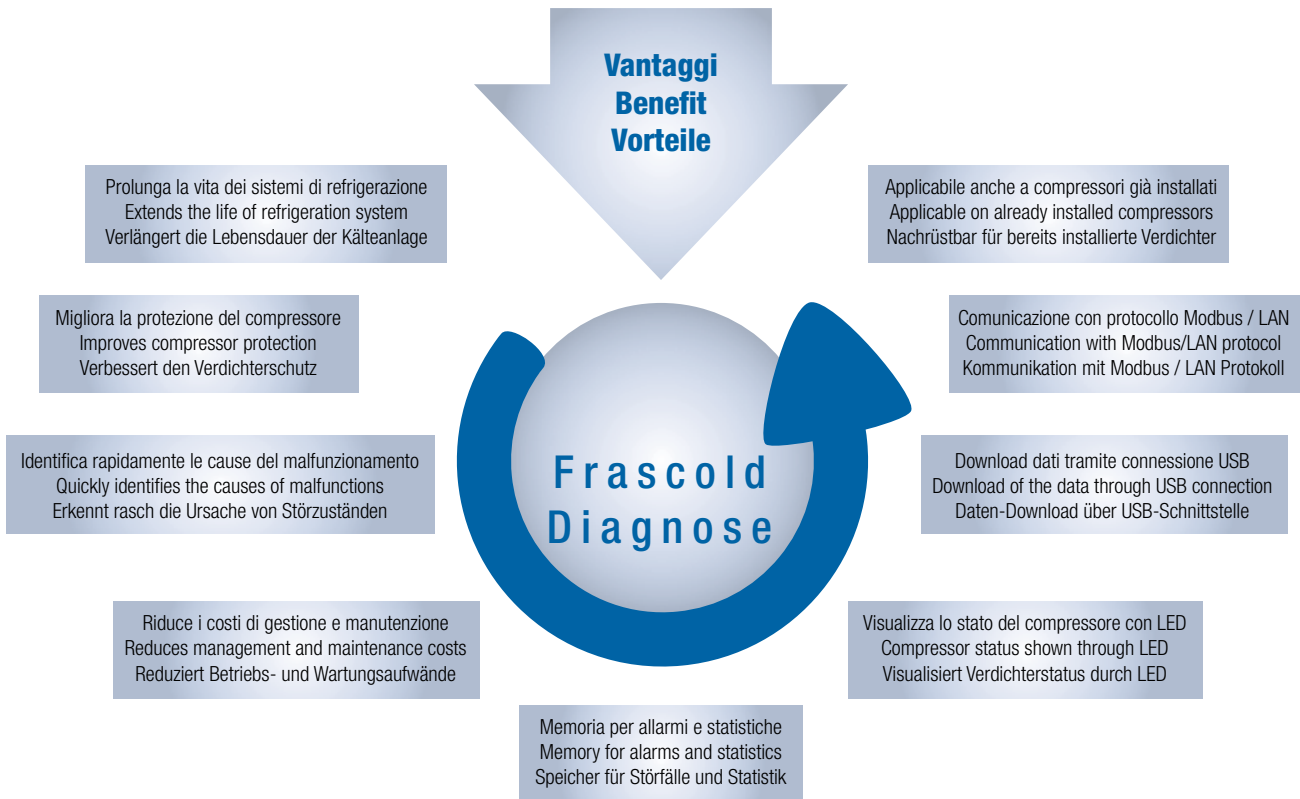 Vantaggi
Benefit
Vorteile
Prolunga la vita dei sistemi di refrigerazione
Extends the life of refrigeration system
Verlängert die Lebensdauer der Kälteanlage
Applicabile anche a compressori già installati
Applicable on already installed compressors
Nachrüstbar für bereits installierte Verdichter
Migliora la protezione del compressore
Improves compressor protection
Verbessert den Verdichterschutz
Comunicazione con protocollo Modbus / LAN
Communication with Modbus/LAN protocol
Kommunikation mit Modbus / LAN Protokoll
Identifica rapidamente le cause del malfunzionamento
Quickly identifies the causes of malfunctions
Erkennt rasch die Ursache von Störzuständen
Frascold
Diagnose
Download dati tramite connessione USB
Download of the data through USB connection
Daten-Download über USB-Schnittstelle
Riduce i costi di gestione e manutenzione
Reduces management and maintenance costs
Reduziert Betriebs- und Wartungsaufwände
Visualizza lo stato del compressore con LED
Compressor status shown through LED
Visualisiert Verdichterstatus durch LED
Memoria per allarmi e statistiche
Memory for alarms and statistics
Speicher für Störfälle und Statistik